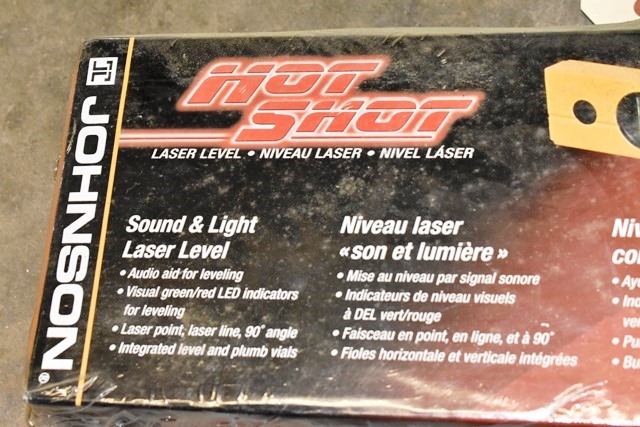 JOHNSON®
HOT
SHOT
LASER LEVEL • NIVEAU LASER • NIVEL LÁSER
Sound & Light
Laser Level
• Audio aid for leveling
• Visual green/red LED indicators
for leveling
• Laser point, laser line, 90° angle
• Integrated level and plumb vials
Niveau laser
«son et lumière»
• Mise au niveau par signal sonore
• Indicateurs de niveau visuels
à DEL vert/rouge
• Faisceau en point, en ligne, et à 90°
• Fioles horizontale et verticale intégrées